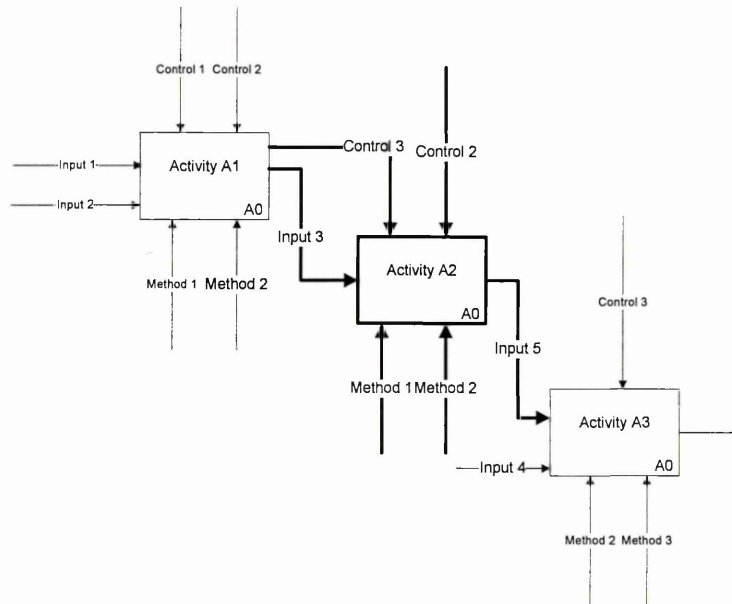 Control 1 Control 2
Control 3
Control 2
Input 1
Activity A1
Input 2
A0
Input 3
Method 1 Method 2
Activity A2
A0
Control 3
Input 5
Method 1 Method 2
Activity A3
Input 4
A0
Method 2 Method 3